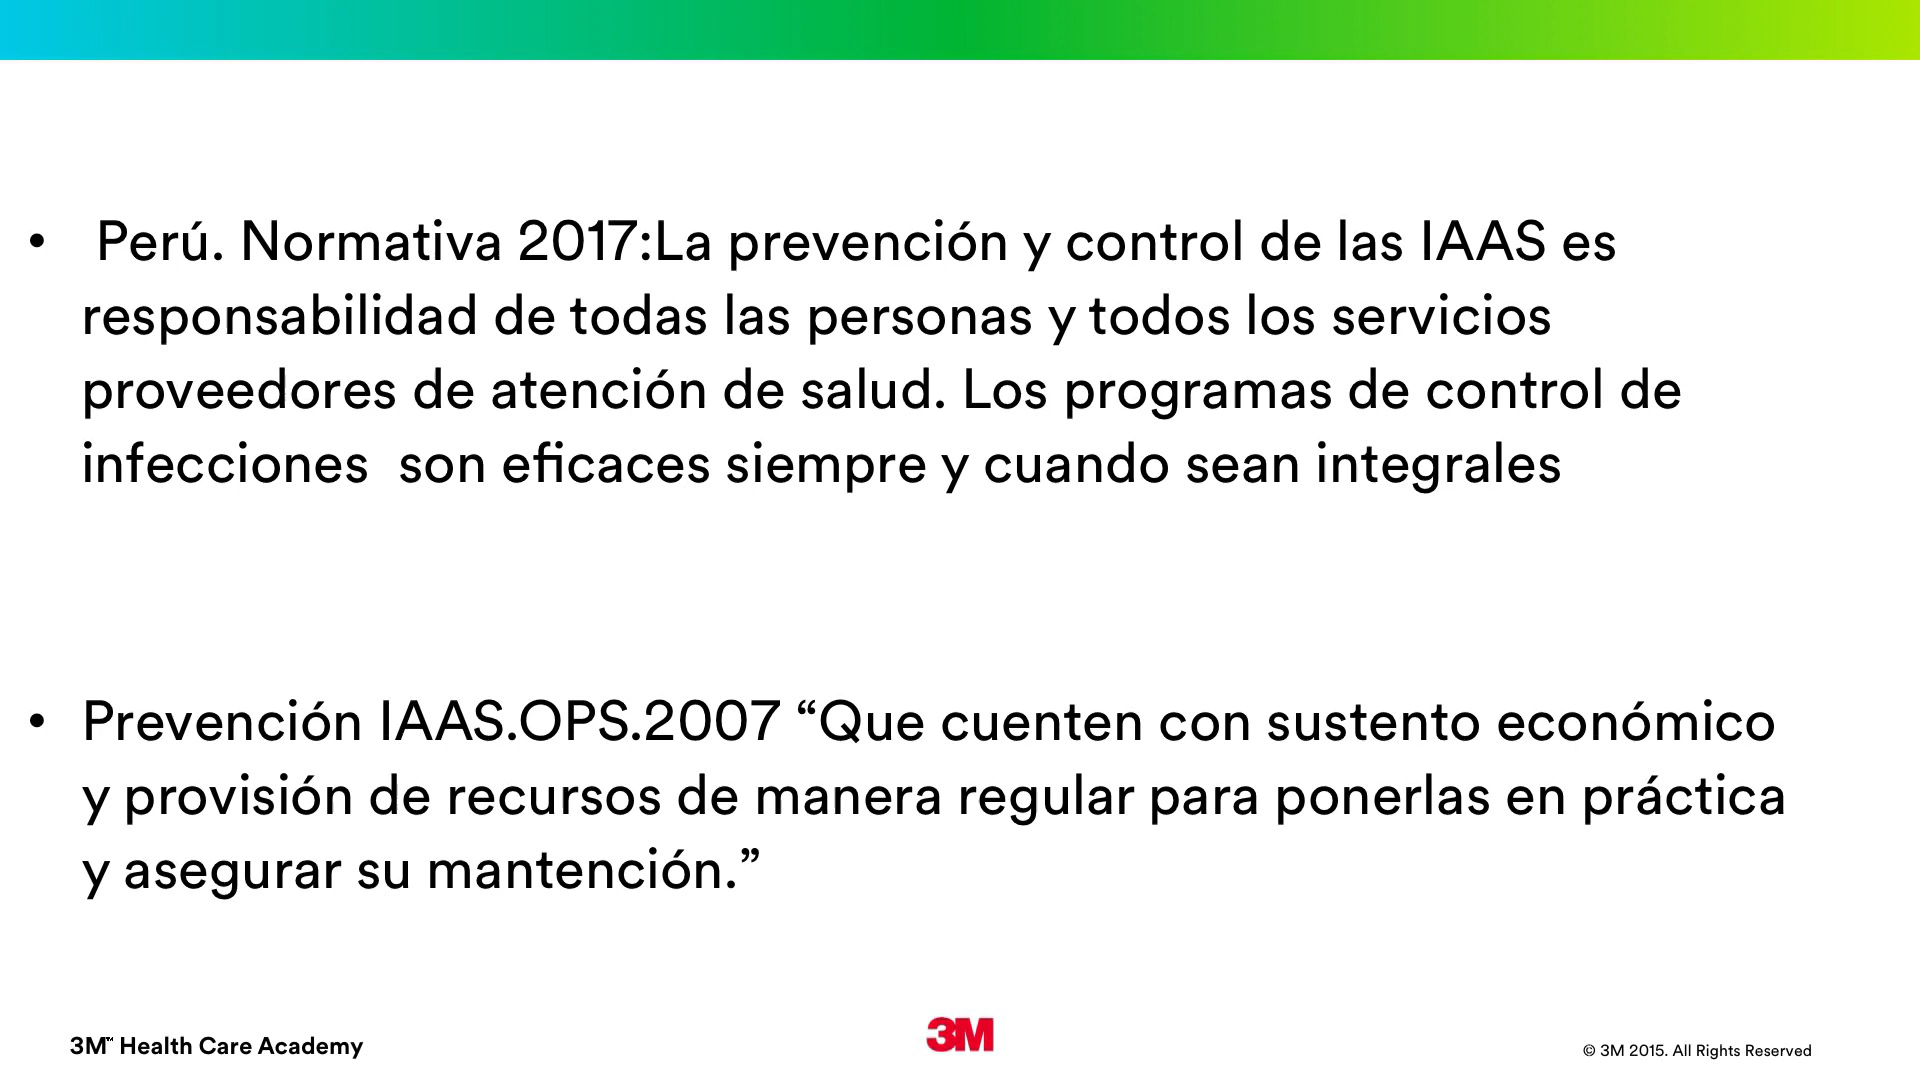 • Perú. Normativa 2017:La prevención y control de las IAAS es
responsabilidad de todas las personas y todos los servicios
proveedores de atención de salud. Los programas de control de
infecciones  son eficaces siempre y cuando sean integrales
• Prevención IAAS.OPS.2007 “Que cuenten con sustento económico
y provisión de recursos de manera regular para ponerlas en práctica
y asegurar su mantención.”
3M™ Health Care Academy
3M
© 3M 2015. All Rights Reserved